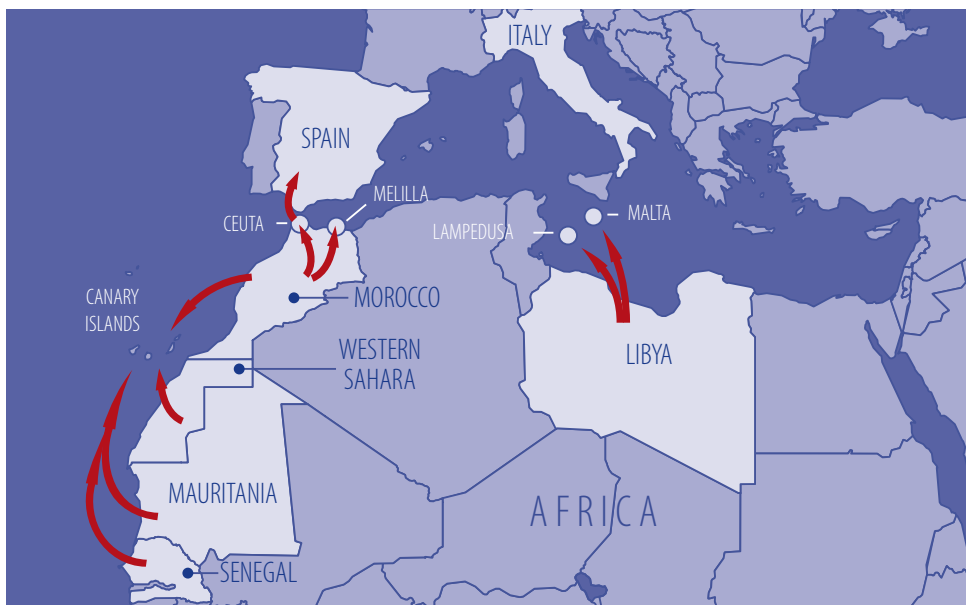 ITALY
SPAIN
MELILLA
CEUTA
MALTA
LAMPEDUSA
CANARY
ISLANDS
MOROCCO
WESTERN
SAHARA
LIBYA
MAURITANIA
AFRICA
SENEGAL